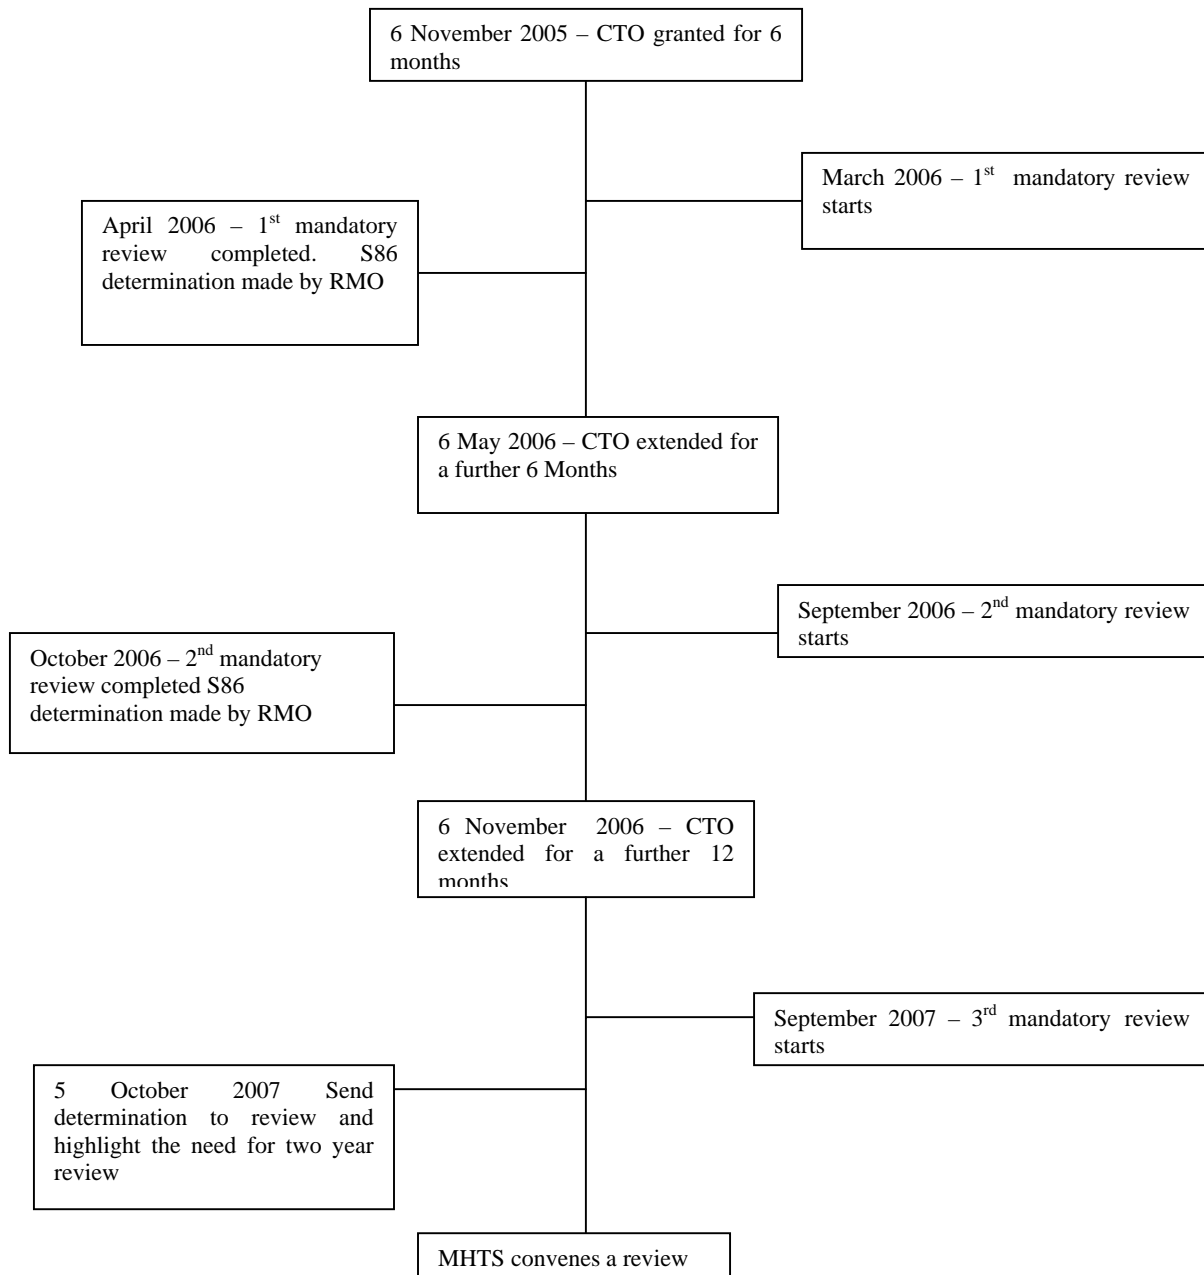 6 November 2005 – CTO granted for 6
months
March 2006 – 1st mandatory review
starts
April 2006 – 1st mandatory
review completed. S86
determination made by RMO
6 May 2006 – CTO extended for
a further 6 Months
September 2006 – 2nd mandatory review
starts
October 2006 – 2nd mandatory
review completed S86
determination made by RMO
6 November 2006 – CTO
extended for a further 12
months
September 2007 – 3rd mandatory review
starts
5 October 2007 Send
determination to review and
highlight the need for two year
review
MHTS convenes a review